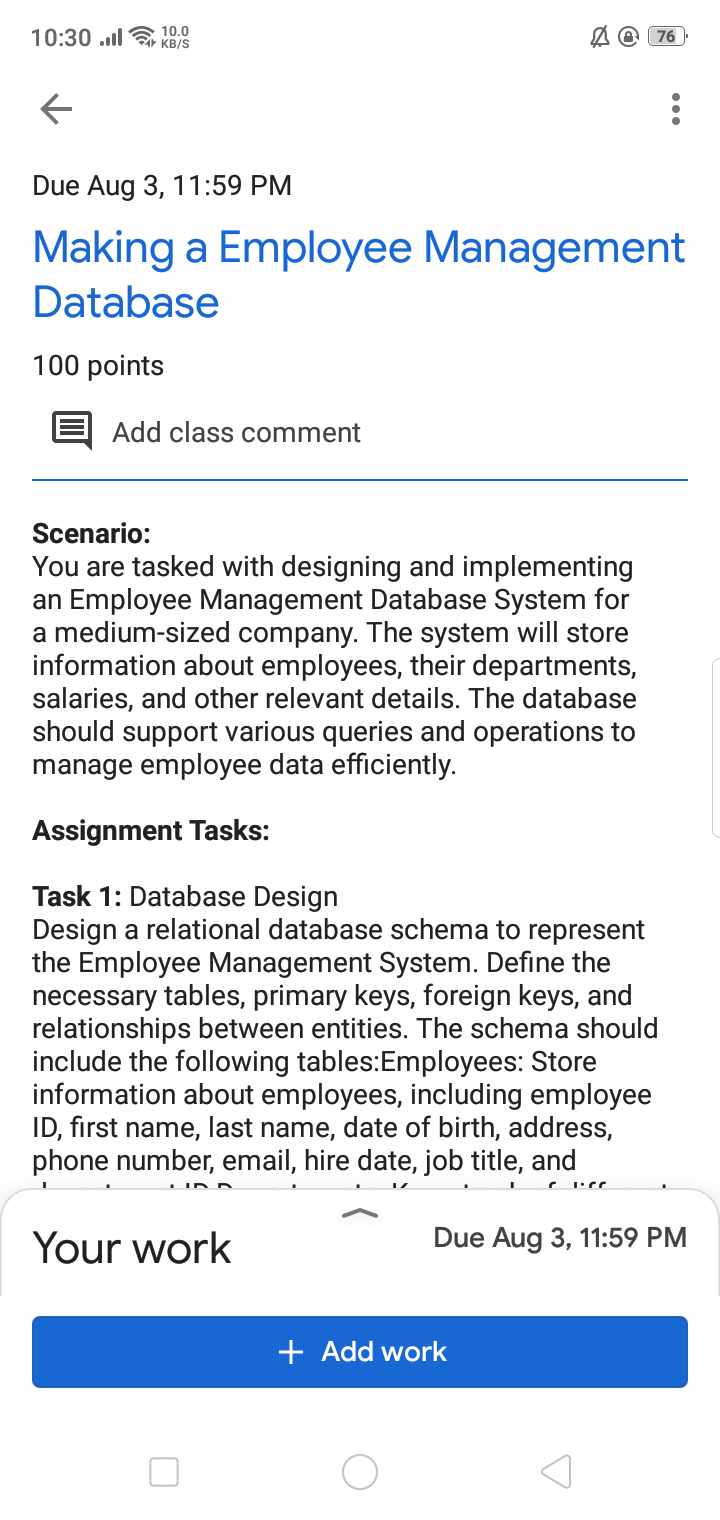 10:30
10.0
KB/S
76
Due Aug 3, 11:59 PM
Making a Employee Management
Database
100 points
Add class comment
Scenario:
You are tasked with designing and implementing
an Employee Management Database System for
a medium-sized company. The system will store
information about employees, their departments,
salaries, and other relevant details. The database
should support various queries and operations to
manage employee data efficiently.
Assignment Tasks:
Task 1: Database Design
Design a relational database schema to represent
the Employee Management System. Define the
necessary tables, primary keys, foreign keys, and
relationships between entities. The schema should
include the following tables:Employees: Store
information about employees, including employee
ID, first name, last name, date of birth, address,
phone number, email, hire date, job title, and
Your work
Due Aug 3, 11:59 PM
+ Add work